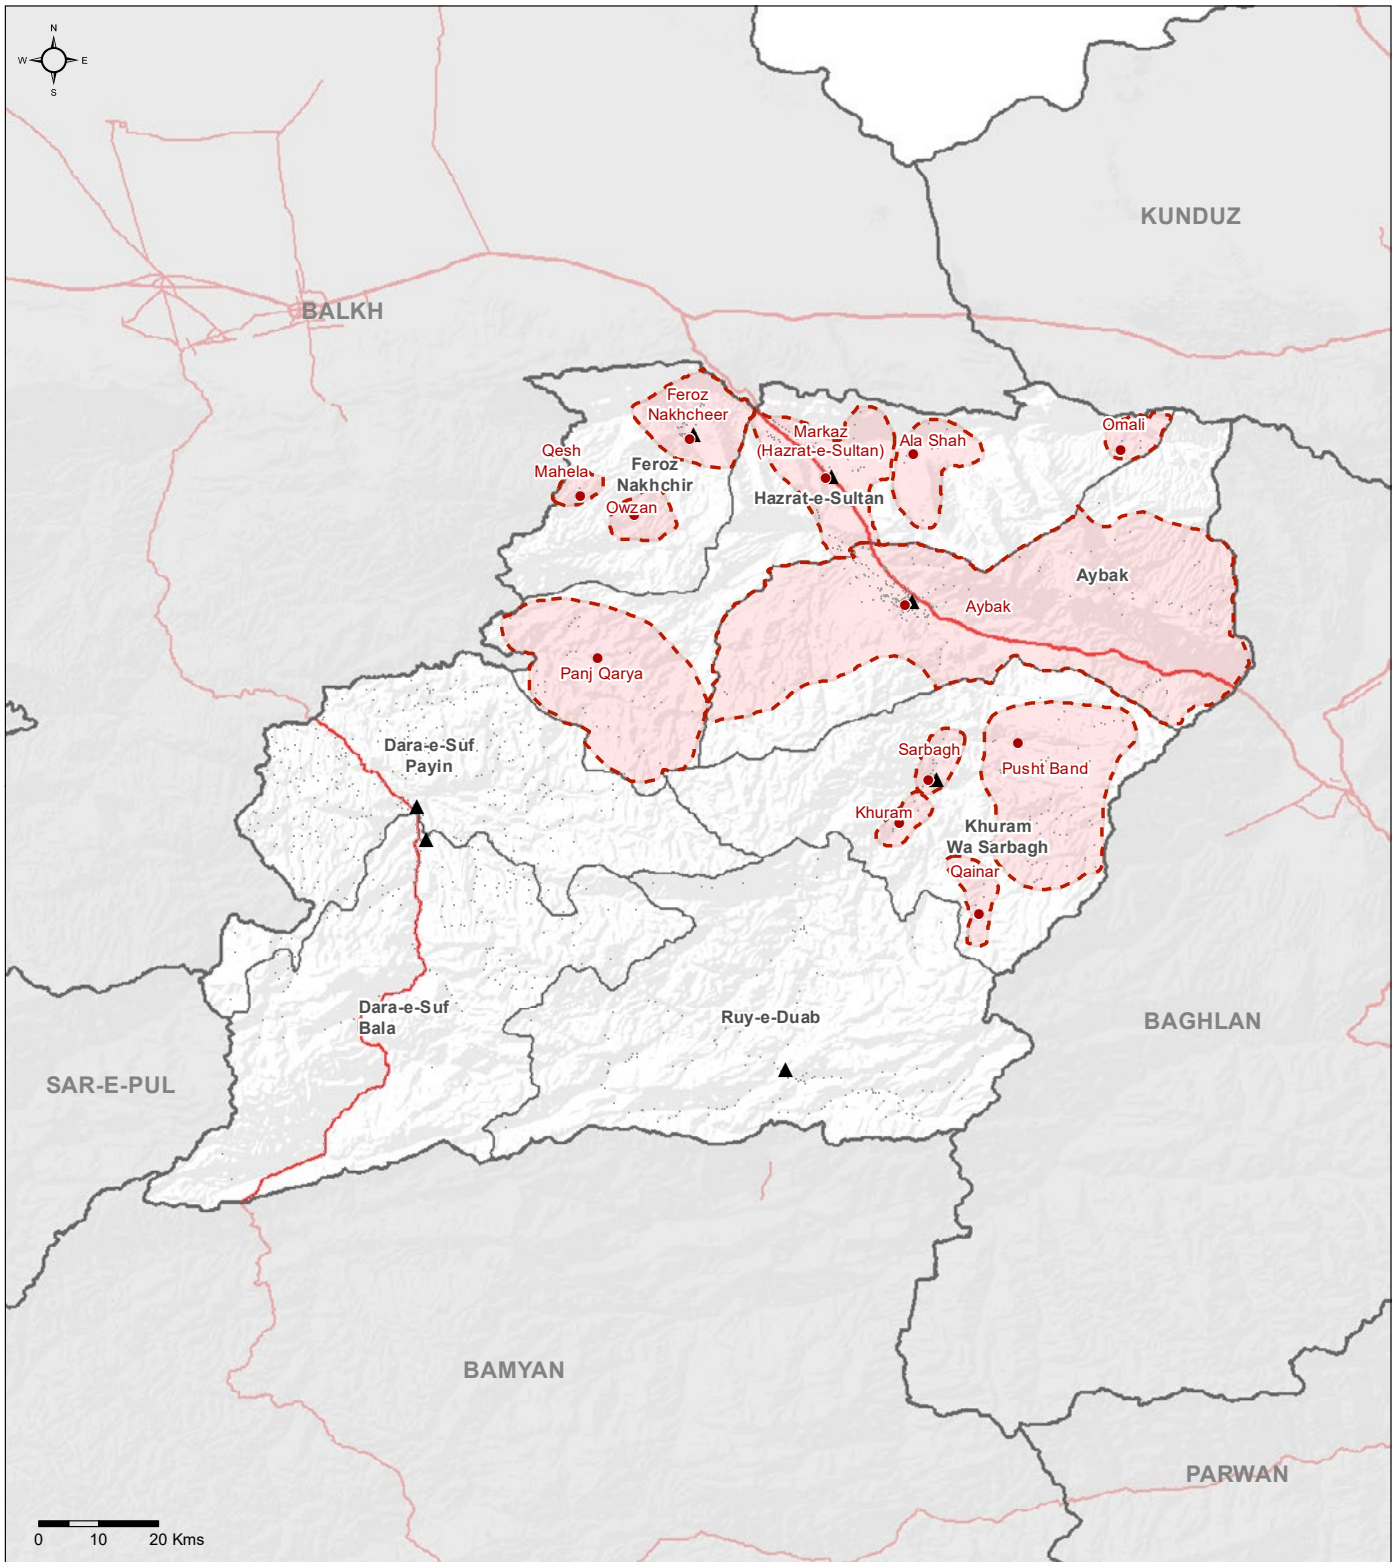 N
W E
S
KUNDUZ
BALKH
Feroz
Nakhcheer
Markaz
(Hazrat-e-Sultan)
Ala Shah
Omali
Qesh
Mahela
Feroz
Nakhchir
Hazrat-e-Sultan
Owzan
Aybak
Aybak
Panj Qarya
Dara-e-Suf
Payin
Sarbagh
Pusht Band
Khuram
Khuram
Wa Sarbagh
Qainar
Dara-e-Suf
Bala
Ruy-e-Duab
BAGHLAN
SAR-E-PUL
BAMYAN
PARWAN
0 10 20 Kms